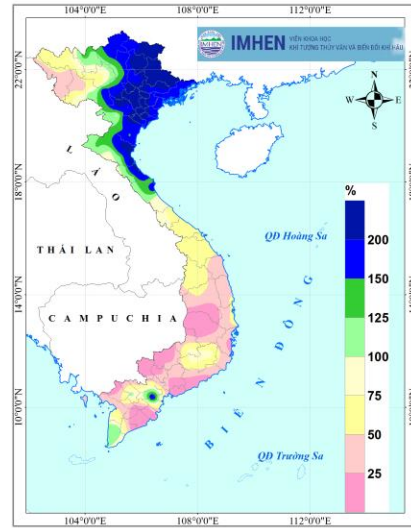 104°0'0"E 108°0'0"E 112°0'0"E
IMHEN
VIỆN KHOA HỌC
KHÍ TƯỢNG THỦY VĂN VÀ BIẾN ĐỔI KHÍ HẬU
22°0'0"N
N
W E
S
LÀO
18°0'0"N
%
QĐ Hoàng Sa
200
THÁI LAN
150
14°0'0"N
125
CAMPUCHIA
100
75
BIỂN ĐÔNG
10°0'0"N
50
QĐ Trường Sa
25
104°0'0"E 108°0'0"E 112°0'0"E